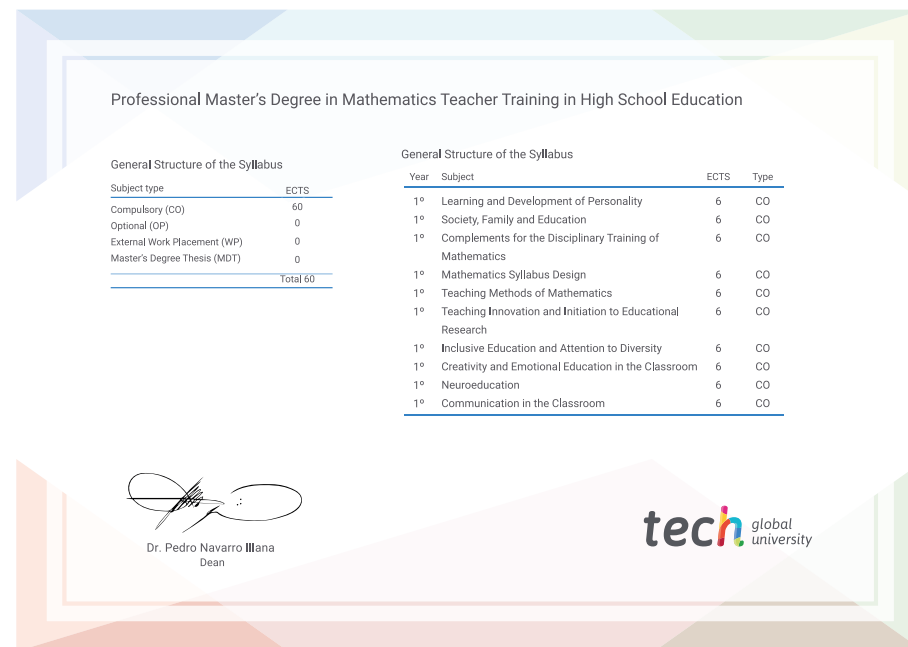 Professional Master's Degree in Mathematics Teacher Training in High School Education
General Structure of the Syllabus
Subject type ECTS
Compulsory (CO) 60
Optional (OP) 0
External Work Placement (WP) 0
Master's Degree Thesis (MDT) 0
Total 60
General Structure of the Syllabus
Year Subject ECTS Type
1º Learning and Development of Personality 6 CO
1º Society, Family and Education 6 CO
1º Complements for the Disciplinary Training of 6 CO
Mathematics
1º Mathematics Syllabus Design 6 CO
1º Teaching Methods of Mathematics 6 CO
1º Teaching Innovation and Initiation to Educational 6 CO
Research
1º Inclusive Education and Attention to Diversity 6 CO
1º Creativity and Emotional Education in the Classroom 6 CO
1º Neuroeducation 6 CO
1º Communication in the Classroom 6 CO
Dr. Pedro Navarro Illana
Dean
tech global
university